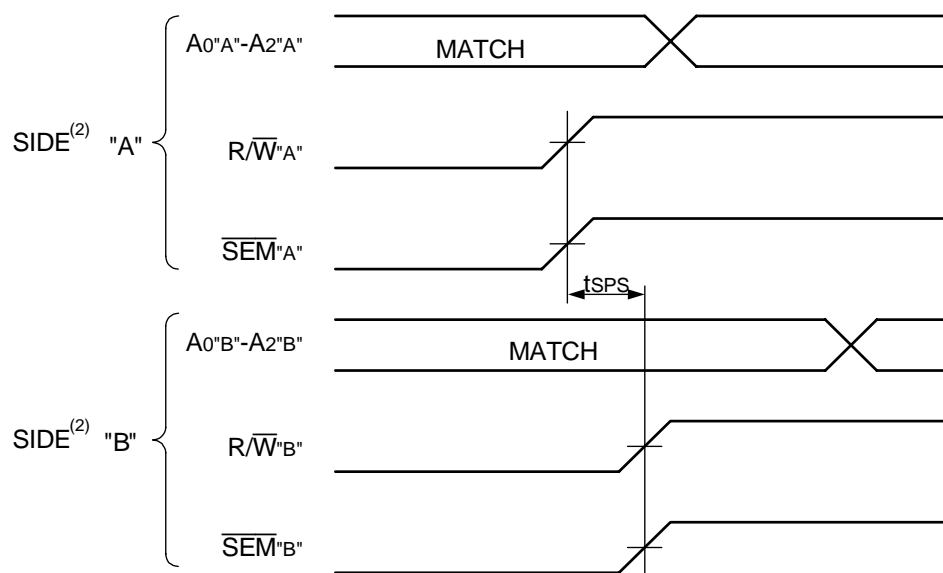 A0"A"-A2"A"
MATCH
SIDE(2) "A"
R/W"A"
SEM"A"
tSPS
A0"B"-A2"B"
MATCH
SIDE(2) "B"
R/W"B"
SEM"B"